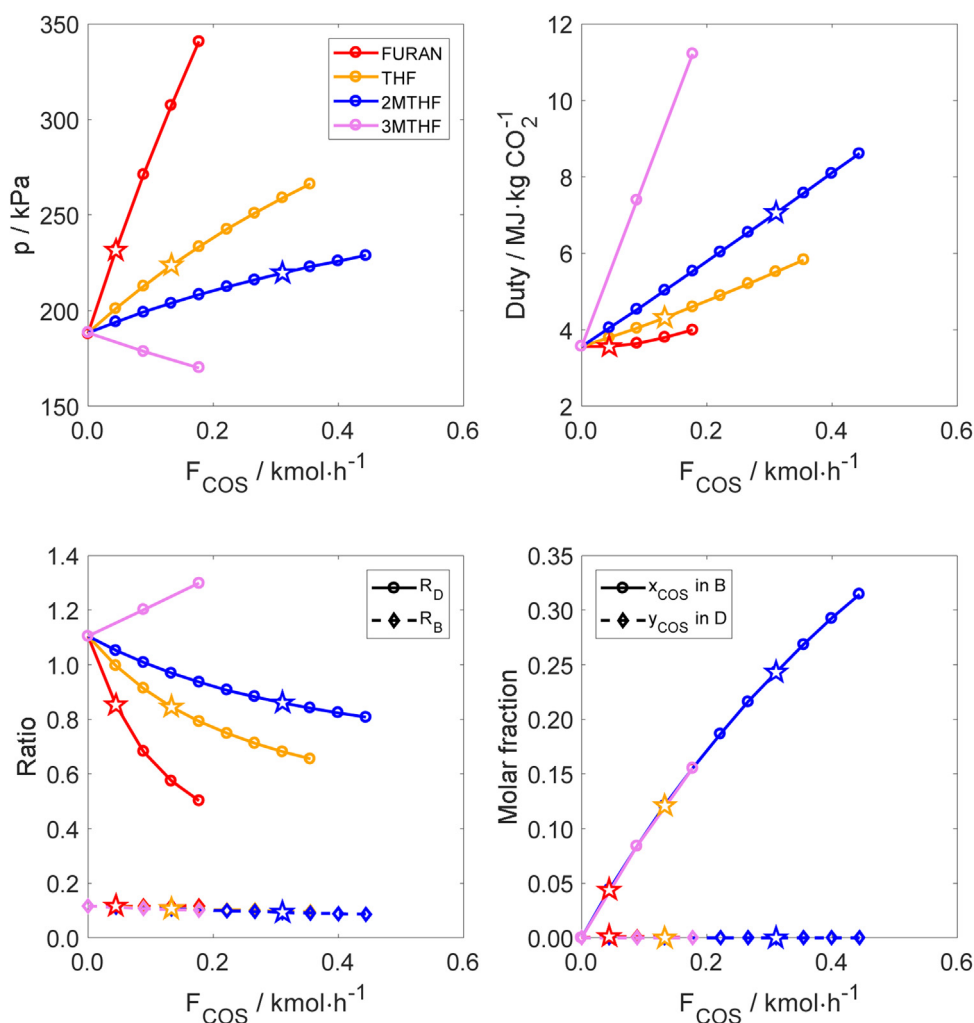 350
300
250
200
150
p / kPa
FURAN
THF
2MTHF
3MTHF
0.0 0.2 0.4 0.6
F_COS / kmol·h⁻¹
12
10
8
6
4
2
Duty / MJ·kg CO₂⁻¹
0.0 0.2 0.4 0.6
F_COS / kmol·h⁻¹
1.4
1.2
1.0
0.8
0.6
0.4
0.2
0.0
Ratio
R_D
R_B
0.0 0.2 0.4 0.6
F_COS / kmol·h⁻¹
0.35
0.30
0.25
0.20
0.15
0.10
0.05
0.00
Molar fraction
x_COS in B
y_COS in D
0.0 0.2 0.4 0.6
F_COS / kmol·h⁻¹